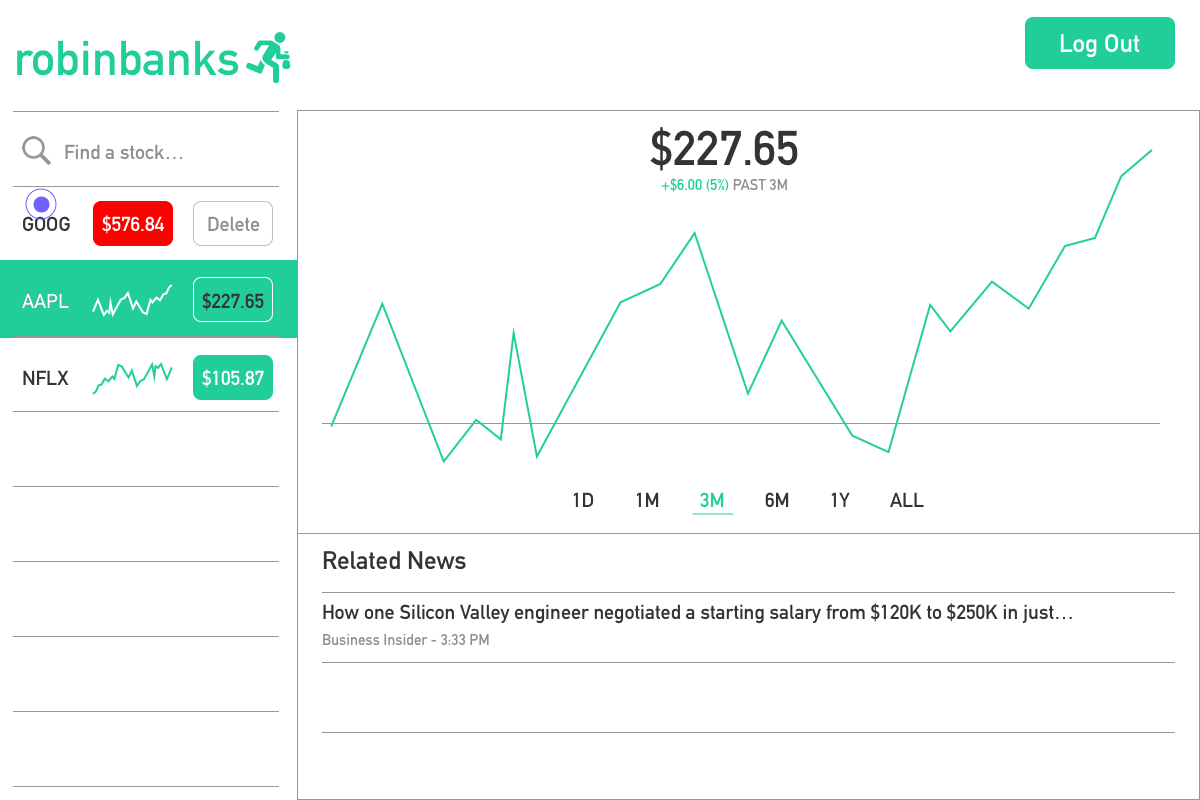 robinbanks
Log Out
Find a stock...
GOOG $576.84 Delete
AAPL $227.65
NFLX $105.87
$227.65
+$6.00 (5%) PAST 3M
1D 1M 3M 6M 1Y ALL
Related News
How one Silicon Valley engineer negotiated a starting salary from $120K to $250K in just...
Business Insider - 3:33 PM